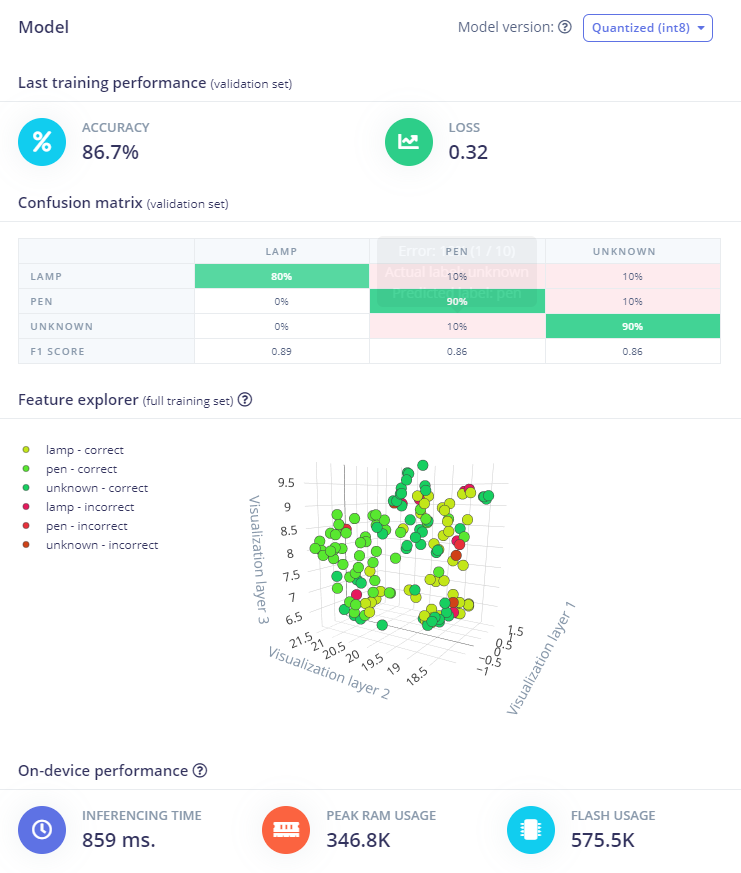 Model
Model version: Quantized (int8)
Last training performance (validation set)
ACCURACY
86.7%
LOSS
0.32
Confusion matrix (validation set)
LAMP PEN UNKNOWN
LAMP 80% 10% 10%
PEN 0% 90% 10%
UNKNOWN 0% 10% 90%
F1 SCORE 0.89 0.86 0.86
Actual label: unknown
Predicted label: pen
Feature explorer (full training set)
lamp - correct
pen - correct
unknown - correct
lamp - incorrect
pen - incorrect
unknown - incorrect
Visualization layer 3
9.5
9
8.5
8
7.5
7
6.5
21.5
21
20.5
20
19.5
19
18.5
Visualization layer 2
1.5
0.5
0
−0.5
−1
Visualization layer 1
On-device performance
INFERENCING TIME
859 ms.
PEAK RAM USAGE
346.8K
FLASH USAGE
575.5K